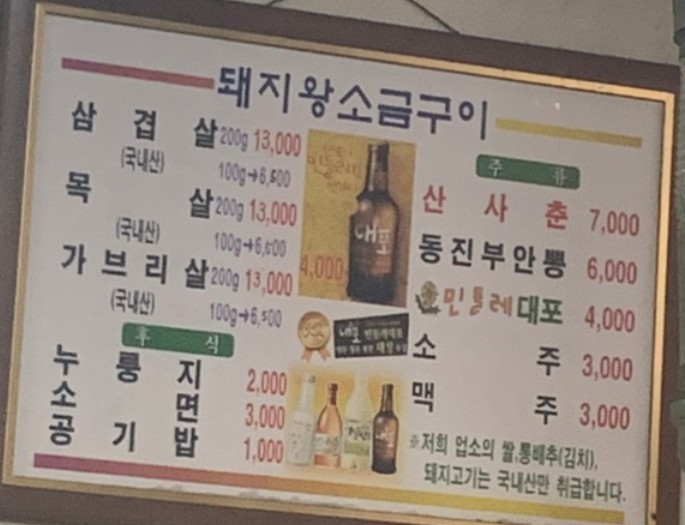 돼지왕소금구이
삼 겹 살 200g 13,000
(국내산) 100g→6,500
목 살 200g 13,000
(국내산) 100g→6,500
가브리살 200g 13,000
(국내산) 100g→6,500
후 식
누 룽 지 2,000
소 면 3,000
공 기 밥 1,000
4,000
대포
주 류
산 사 춘 7,000
동진부안뽕 6,000
민들레대포 4,000
소 주 3,000
맥 주 3,000
※저희 업소의 쌀,통배추(김치),
돼지고기는 국내산만 취급합니다.